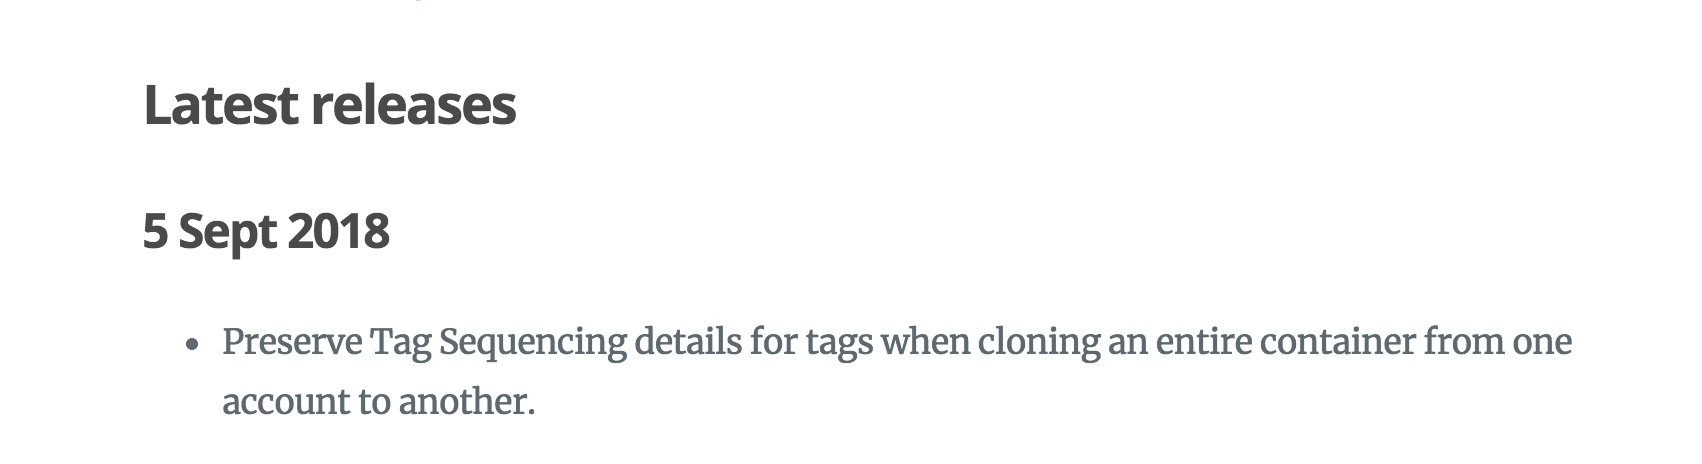 Latest releases
5 Sept 2018
• Preserve Tag Sequencing details for tags when cloning an entire container from one
account to another.